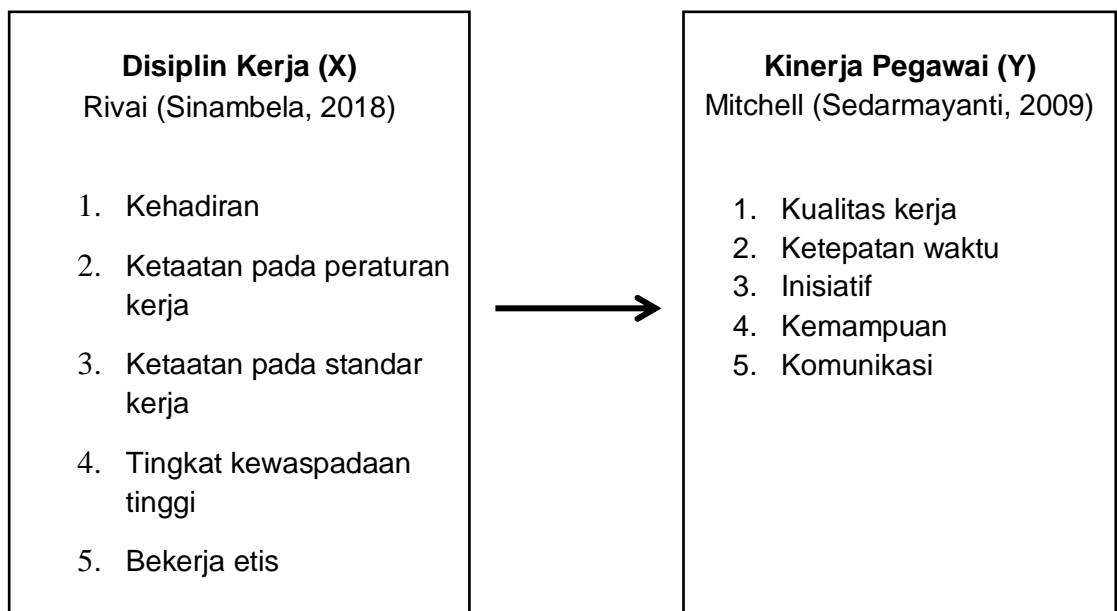 Disiplin Kerja (X)
Rivai (Sinambela, 2018)
1. Kehadiran
2. Ketaatan pada peraturan
kerja
3. Ketaatan pada standar
kerja
4. Tingkat kewaspadaan
tinggi
5. Bekerja etis
Kinerja Pegawai (Y)
Mitchell (Sedarmayanti, 2009)
1. Kualitas kerja
2. Ketepatan waktu
3. Inisiatif
4. Kemampuan
5. Komunikasi